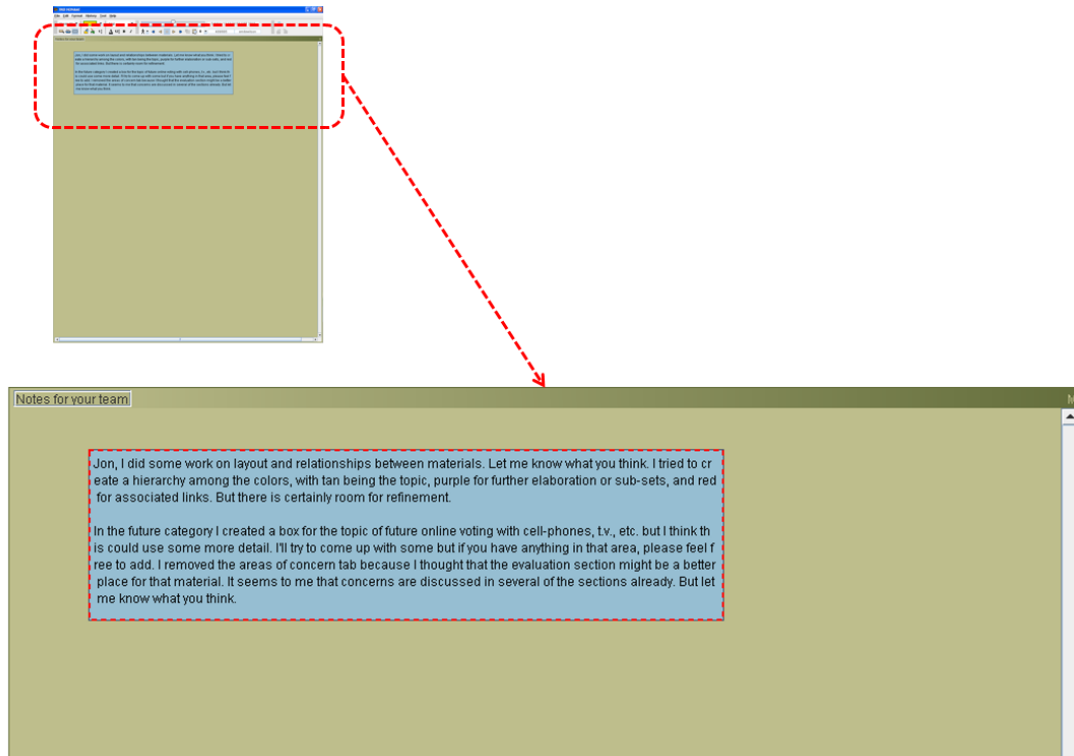 Notes for your team
Jon, I did some work on layout and relationships between materials. Let me know what you think. I tried to cr
eate a hierarchy among the colors, with tan being the topic, purple for further elaboration or sub-sets, and red
for associated links. But there is certainly room for refinement.
In the future category I created a box for the topic of future online voting with cell-phones, t.v., etc. but I think th
is could use some more detail. I'll try to come up with some but if you have anything in that area, please feel f
ree to add. I removed the areas of concern tab because I thought that the evaluation section might be a better
place for that material. It seems to me that concerns are discussed in several of the sections already. But let
me know what you think.